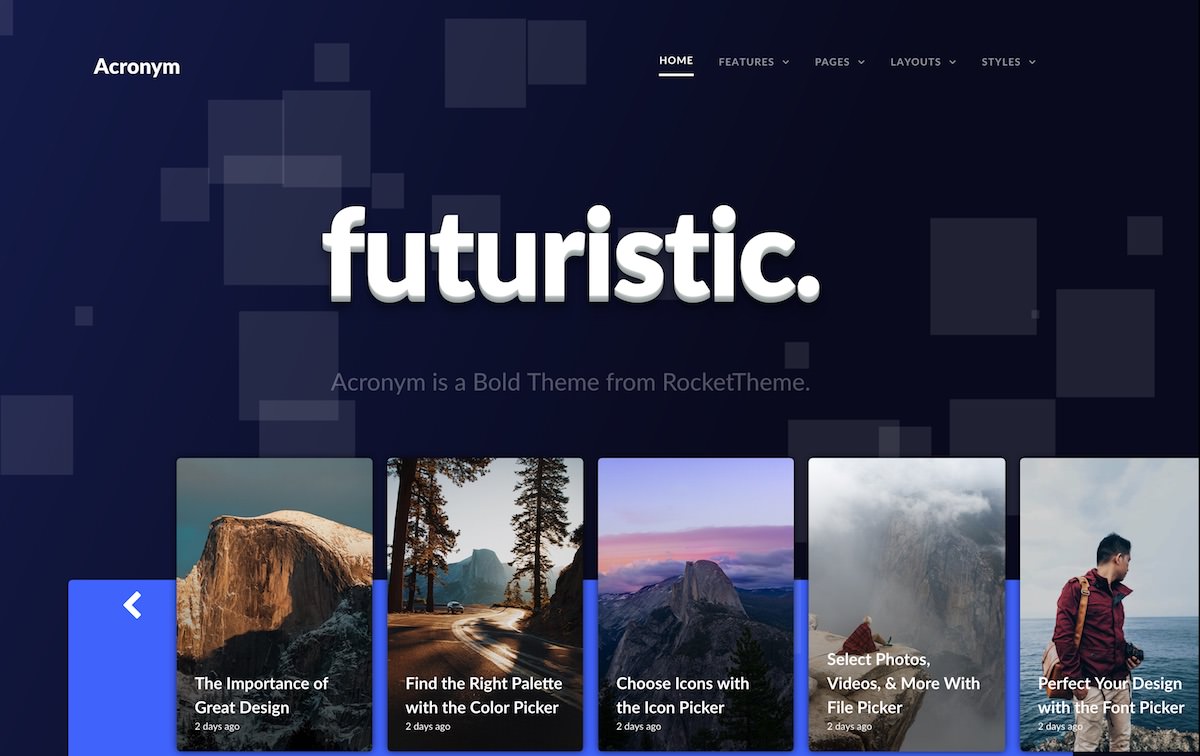 Acronym
HOME FEATURES PAGES LAYOUTS STYLES
futuristic.
Acronym is a Bold Theme from RocketTheme.
The Importance of
Great Design
2 days ago
Find the Right Palette
with the Color Picker
2 days ago
Choose Icons with
the Icon Picker
2 days ago
Select Photos,
Videos, & More With
File Picker
2 days ago
Perfect Your Design
with the Font Picker
2 days ago